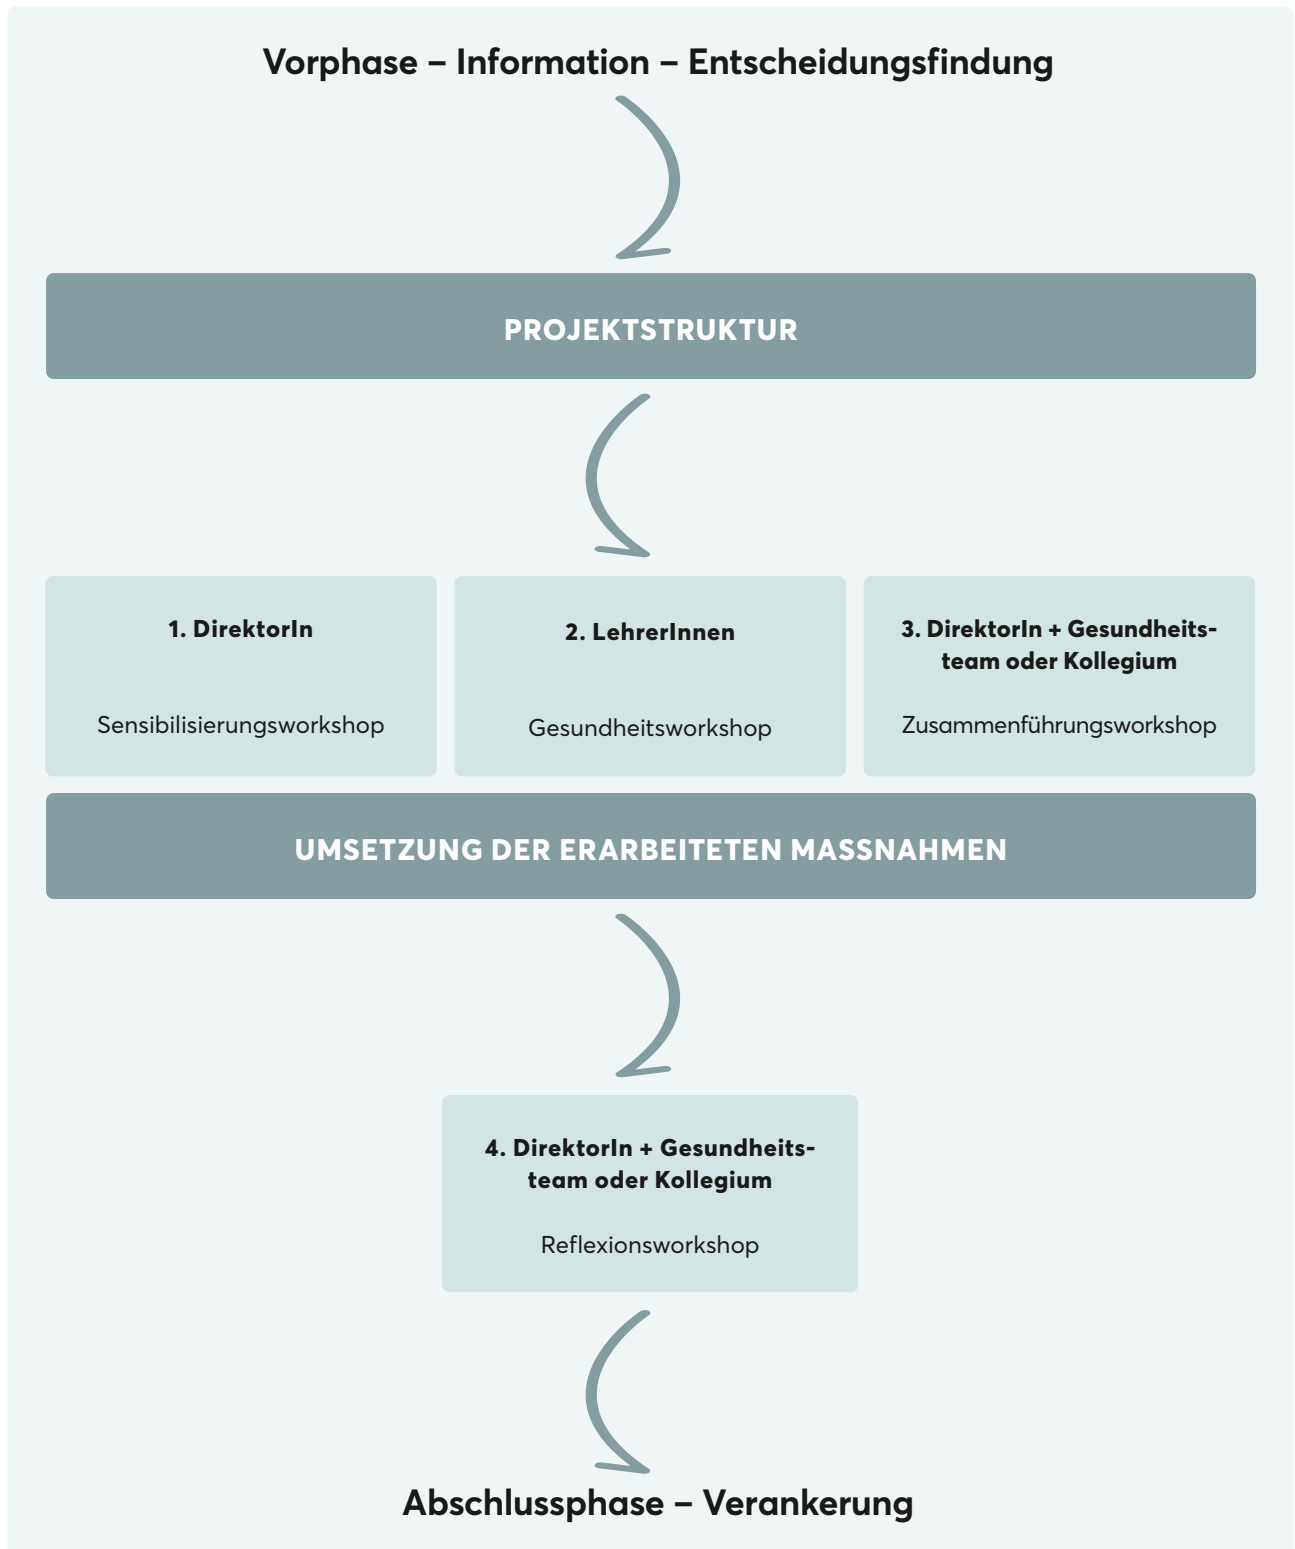 Vorphase – Information – Entscheidungsfindung
PROJEKTSTRUKTUR
1. DirektorIn
Sensibilisierungsworkshop
2. LehrerInnen
Gesundheitsworkshop
3. DirektorIn + Gesundheits-
team oder Kollegium
Zusammenführungsworkshop
UMSETZUNG DER ERARBEITETEN MASSNAHMEN
4. DirektorIn + Gesundheits-
team oder Kollegium
Reflexionsworkshop
Abschlussphase – Verankerung